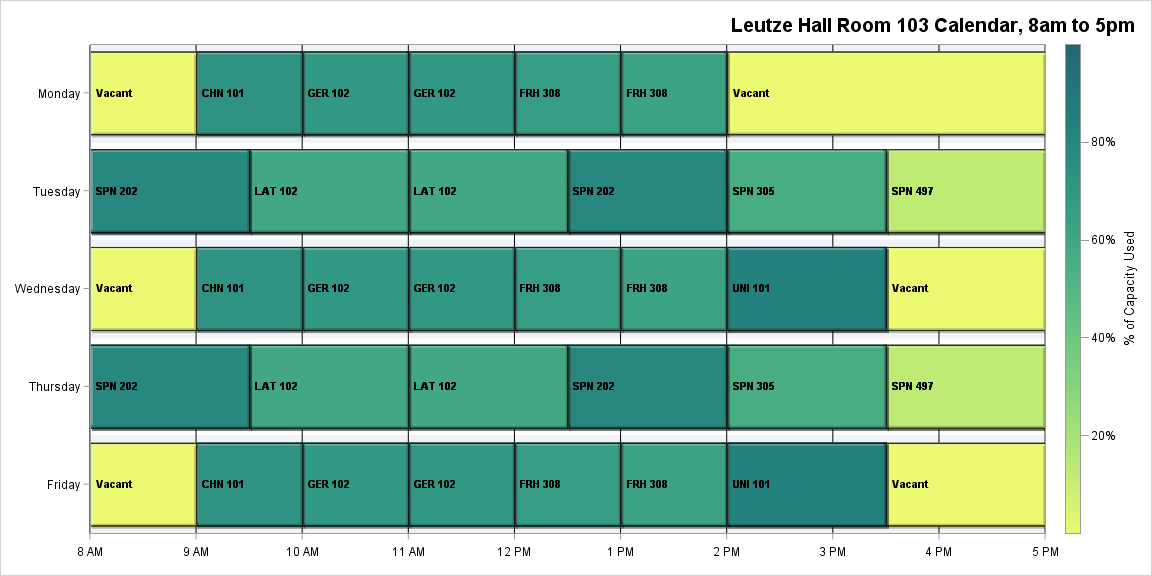 Leutze Hall Room 103 Calendar, 8am to 5pm
Monday
Vacant
CHN 101
GER 102
GER 102
FRH 308
FRH 308
Vacant
Tuesday
SPN 202
LAT 102
LAT 102
SPN 202
SPN 305
SPN 497
Wednesday
Vacant
CHN 101
GER 102
GER 102
FRH 308
FRH 308
UNI 101
Vacant
Thursday
SPN 202
LAT 102
LAT 102
SPN 202
SPN 305
SPN 497
Friday
Vacant
CHN 101
GER 102
GER 102
FRH 308
FRH 308
UNI 101
Vacant
8 AM
9 AM
10 AM
11 AM
12 PM
1 PM
2 PM
3 PM
4 PM
5 PM
80%
60%
40%
20%
% of Capacity Used